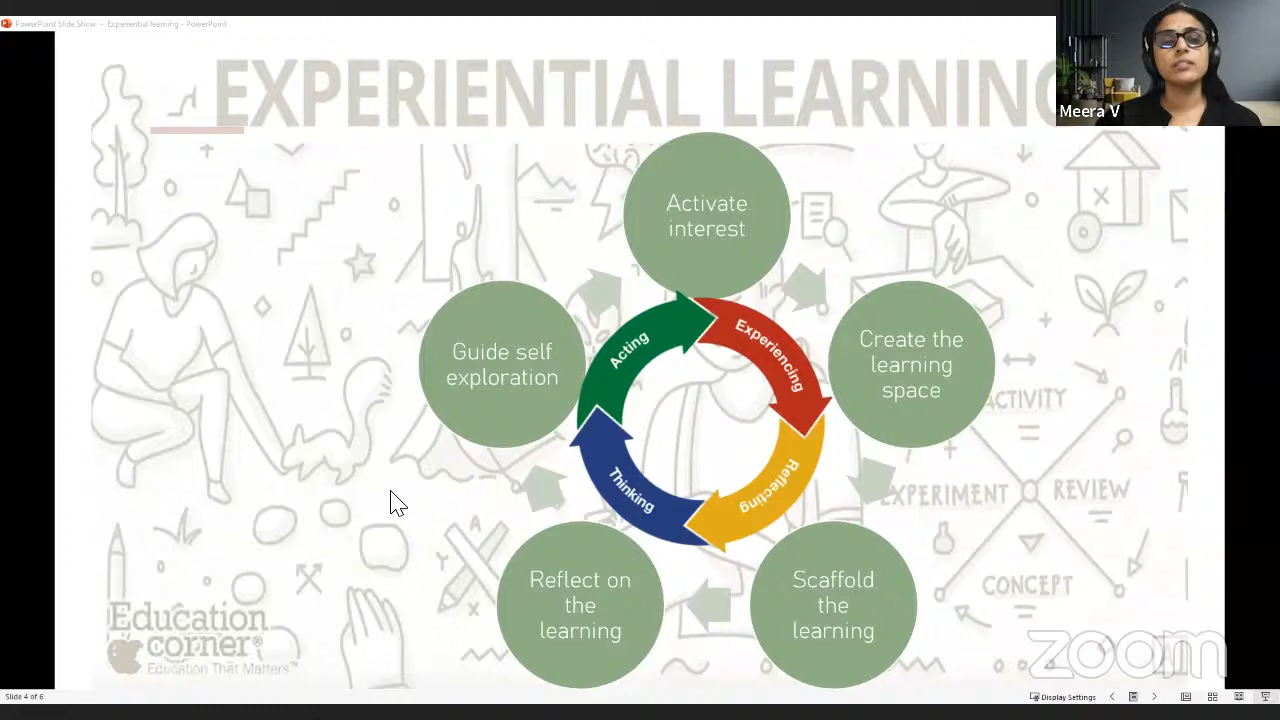 PowerPoint Slide Show - Experiential learning - PowerPoint
EXPERIENTIAL LEARNING
Meera V
Activate
interest
Create the
learning
space
Scaffold
the
learning
Reflect on
the
learning
Guide self
exploration
Experiencing
Reflecting
Thinking
Acting
ACTIVITY
EXPERIMENT
REVIEW
CONCEPT
Education
corner®
Education That Matters™
zoom
Slide 4 of 6
Display Settings